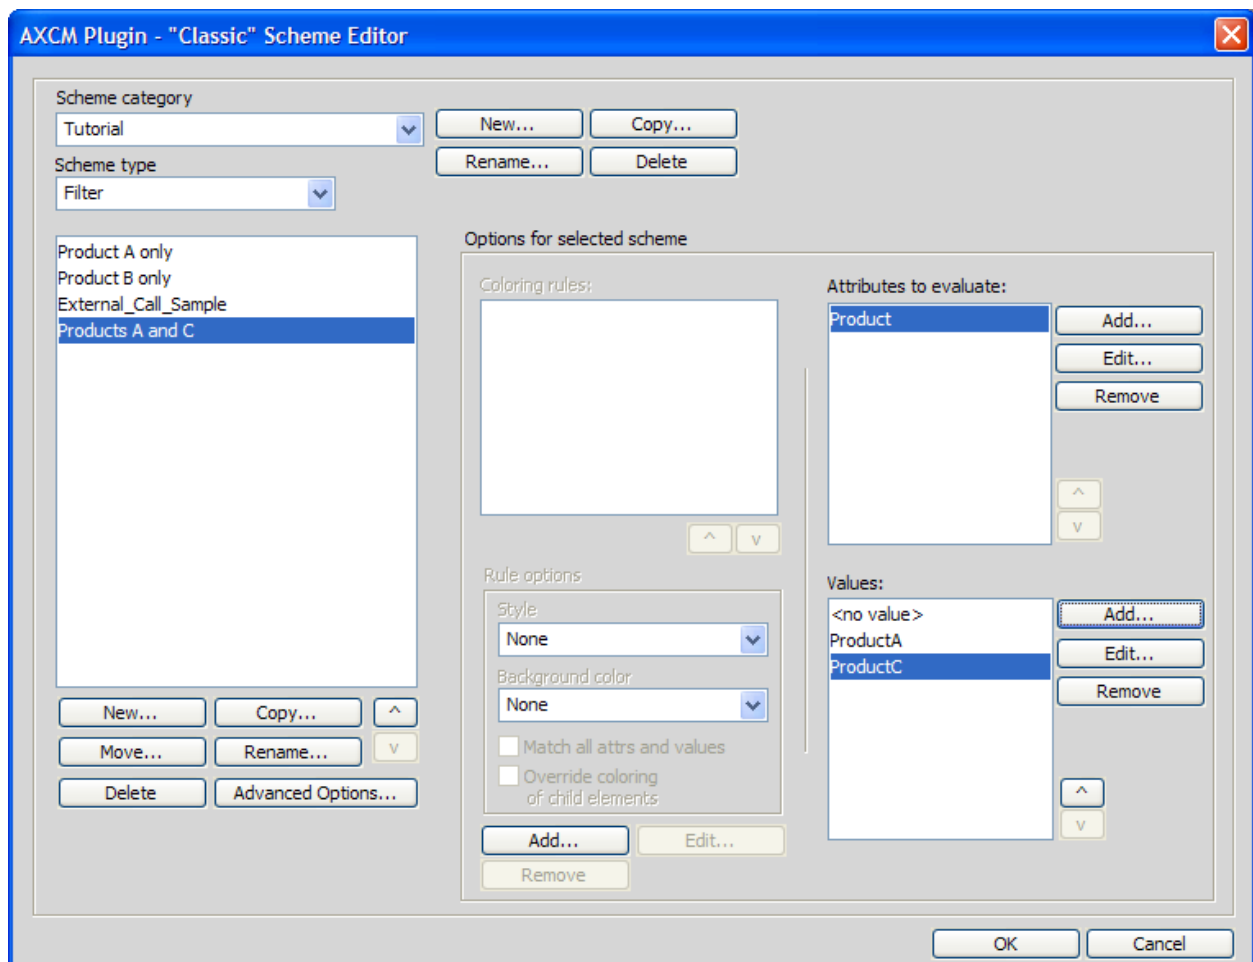 AXCM Plugin - "Classic" Scheme Editor
Scheme category
Tutorial
New...
Copy...
Rename...
Delete
Scheme type
Filter
Product A only
Product B only
External_Call_Sample
Products A and C
New...
Copy...
^
Move...
Rename...
v
Delete
Advanced Options...
Options for selected scheme
Coloring rules:
^
v
Rule options
Style
None
Background color
None
Match all attrs and values
Override coloring
of child elements
Add...
Edit...
Remove
Attributes to evaluate:
Product
Add...
Edit...
Remove
^
v
Values:
<no value>
ProductA
ProductC
Add...
Edit...
Remove
^
v
OK
Cancel